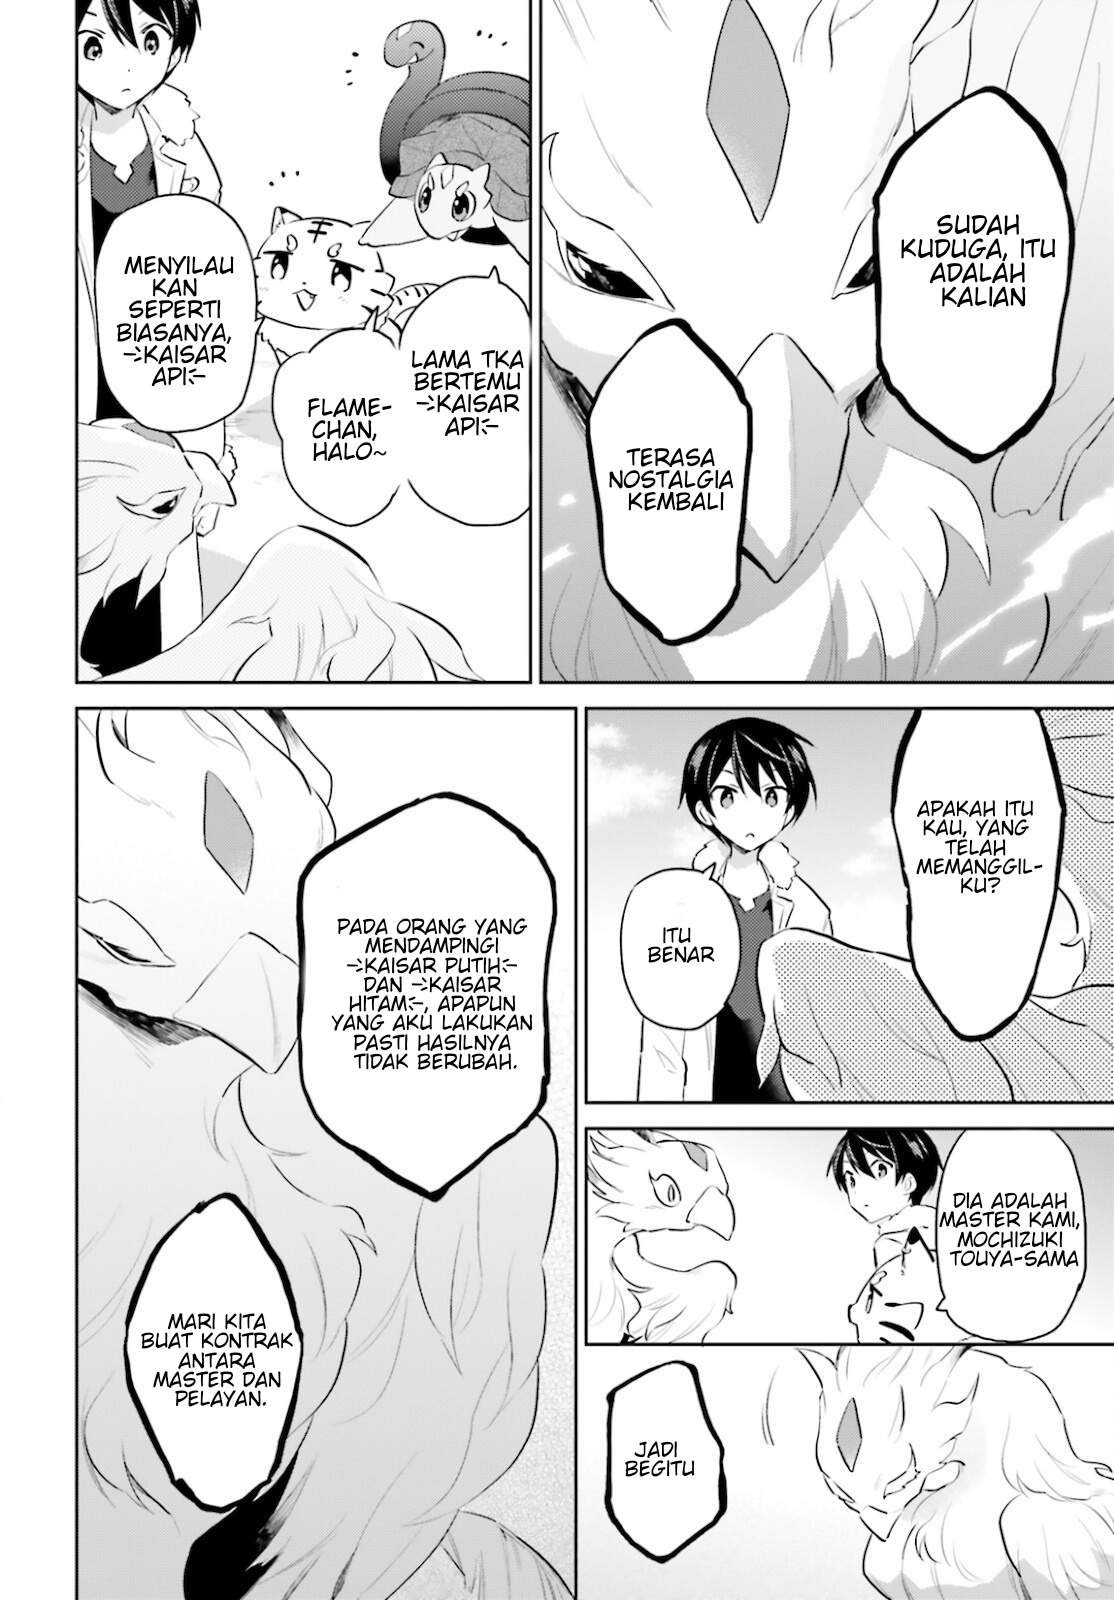 SUDAH
KUDUGA, ITU
ADALAH
KALIAN
TERASA
NOSTALGIA
KEMBALI
LAMA TKA
BERTEMU
KAISAR
API
FLAME-
CHAN,
HALO~
MENYILAU
KAN
SEPERTI
BIASANYA,
KAISAR
API
APAKAH ITU
KAU, YANG
TELAH
MEMANGGIL-
KU?
ITU
BENAR
DIA ADALAH
MASTER KAMI,
MOCHIZUKI
TOUYA-SAMA
JADI
BEGITU
PADA ORANG YANG
MENDAMPINGI
KAISAR PUTIH
DAN KAISAR
HITAM, APAPUN
YANG AKU LAKUKAN
PASTI HASILNYA
TIDAK BERUBAH.
MARI KITA
BUAT KONTRAK
ANTARA
MASTER DAN
PELAYAN.